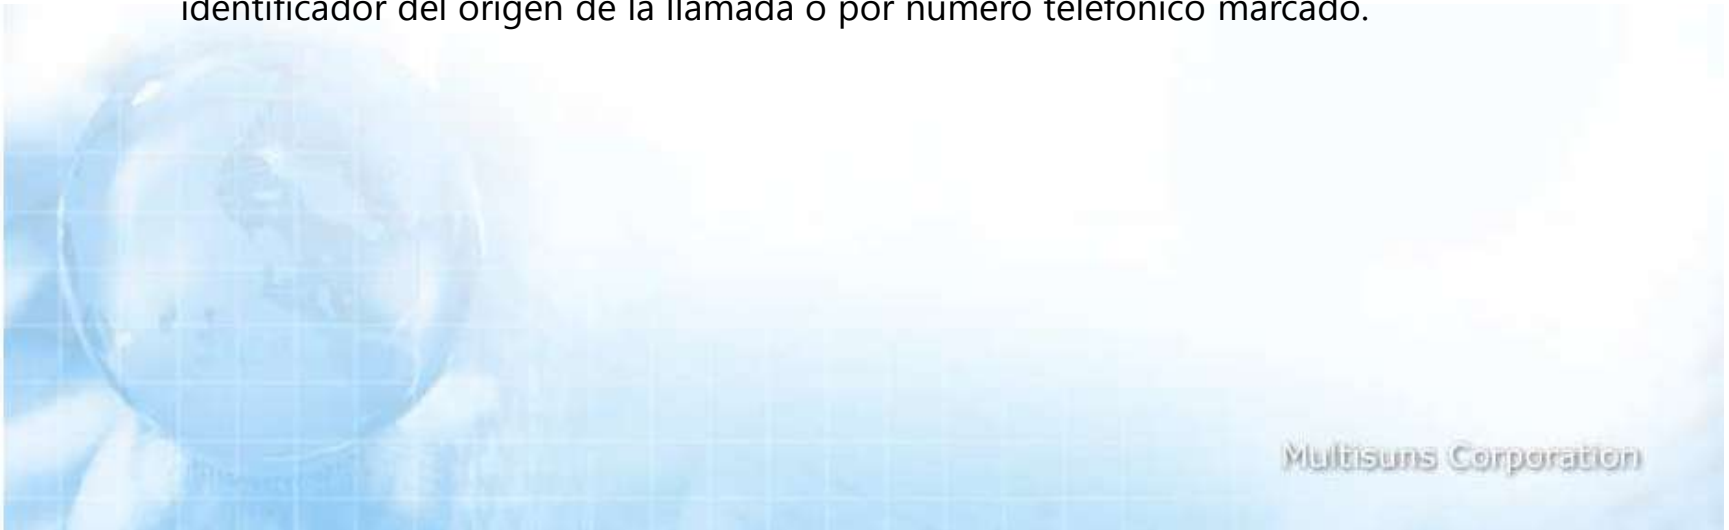 identificador del origen de la llamada o por número telefónico marcado.
Multisuns Corporation